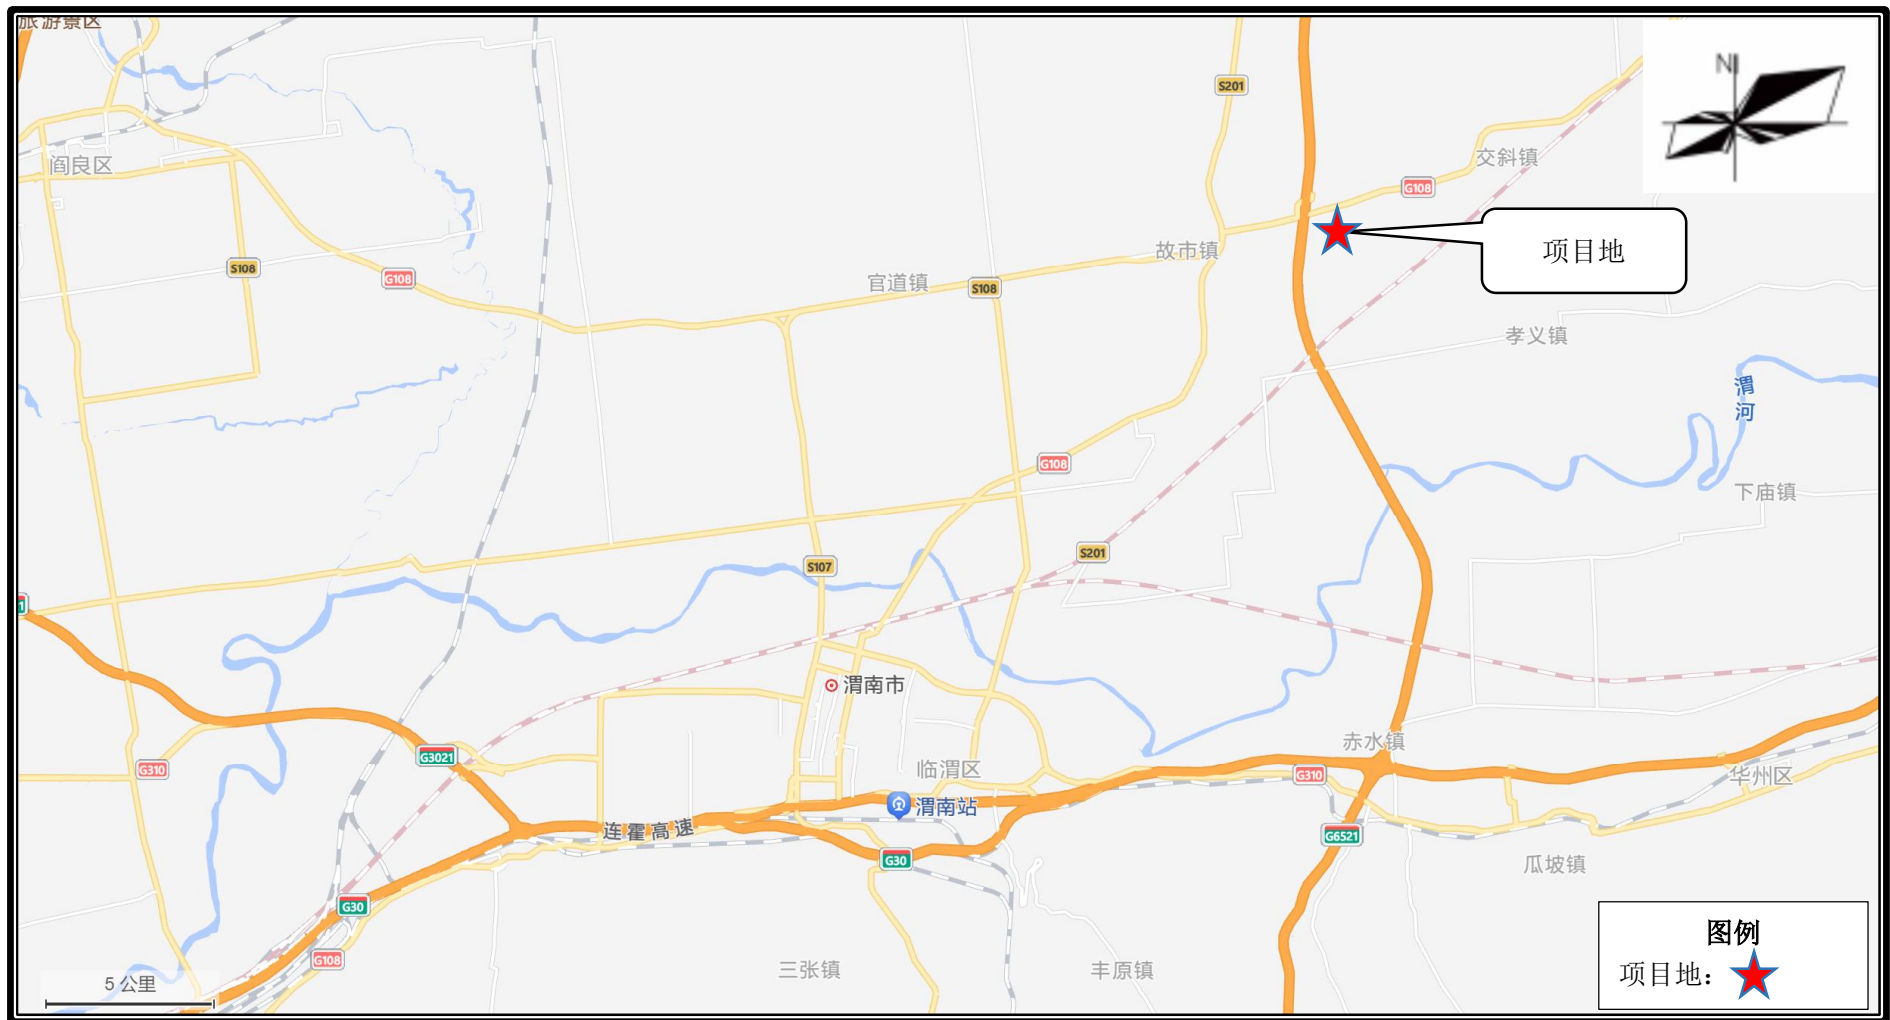 旅游景区
N
S201
交斜镇
阎良区
G108
项目地
故市镇
S108
G108
官道镇
S108
孝义镇
渭河
G108
下庙镇
S201
S107
1
渭南市
赤水镇
G3021
G310
临渭区
G310
华州区
渭南站
连霍高速
G6521
G30
瓜坡镇
G30
图例
G108
三张镇
丰原镇
项目地：
5 公里